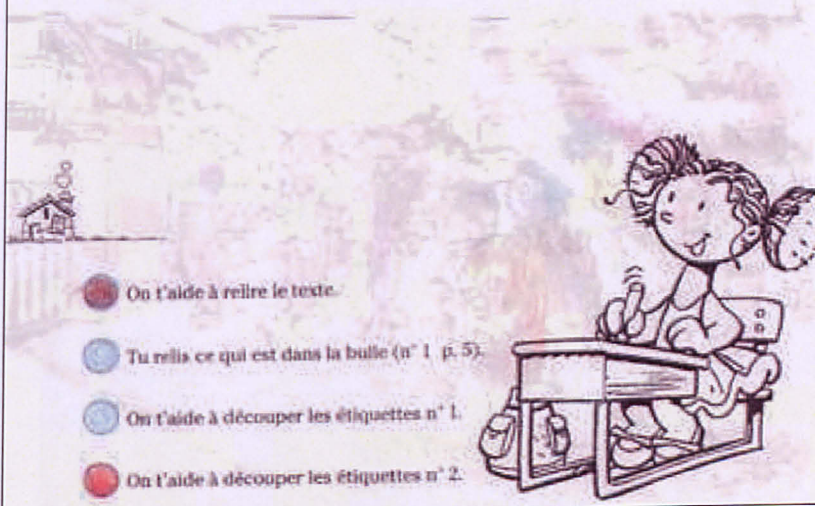 On t'aide à relire le texte.
Tu relis ce qui est dans la bulle (n° 1 p. 5).
On t'aide à découper les étiquettes n° 1.
On t'aide à découper les étiquettes n° 2.